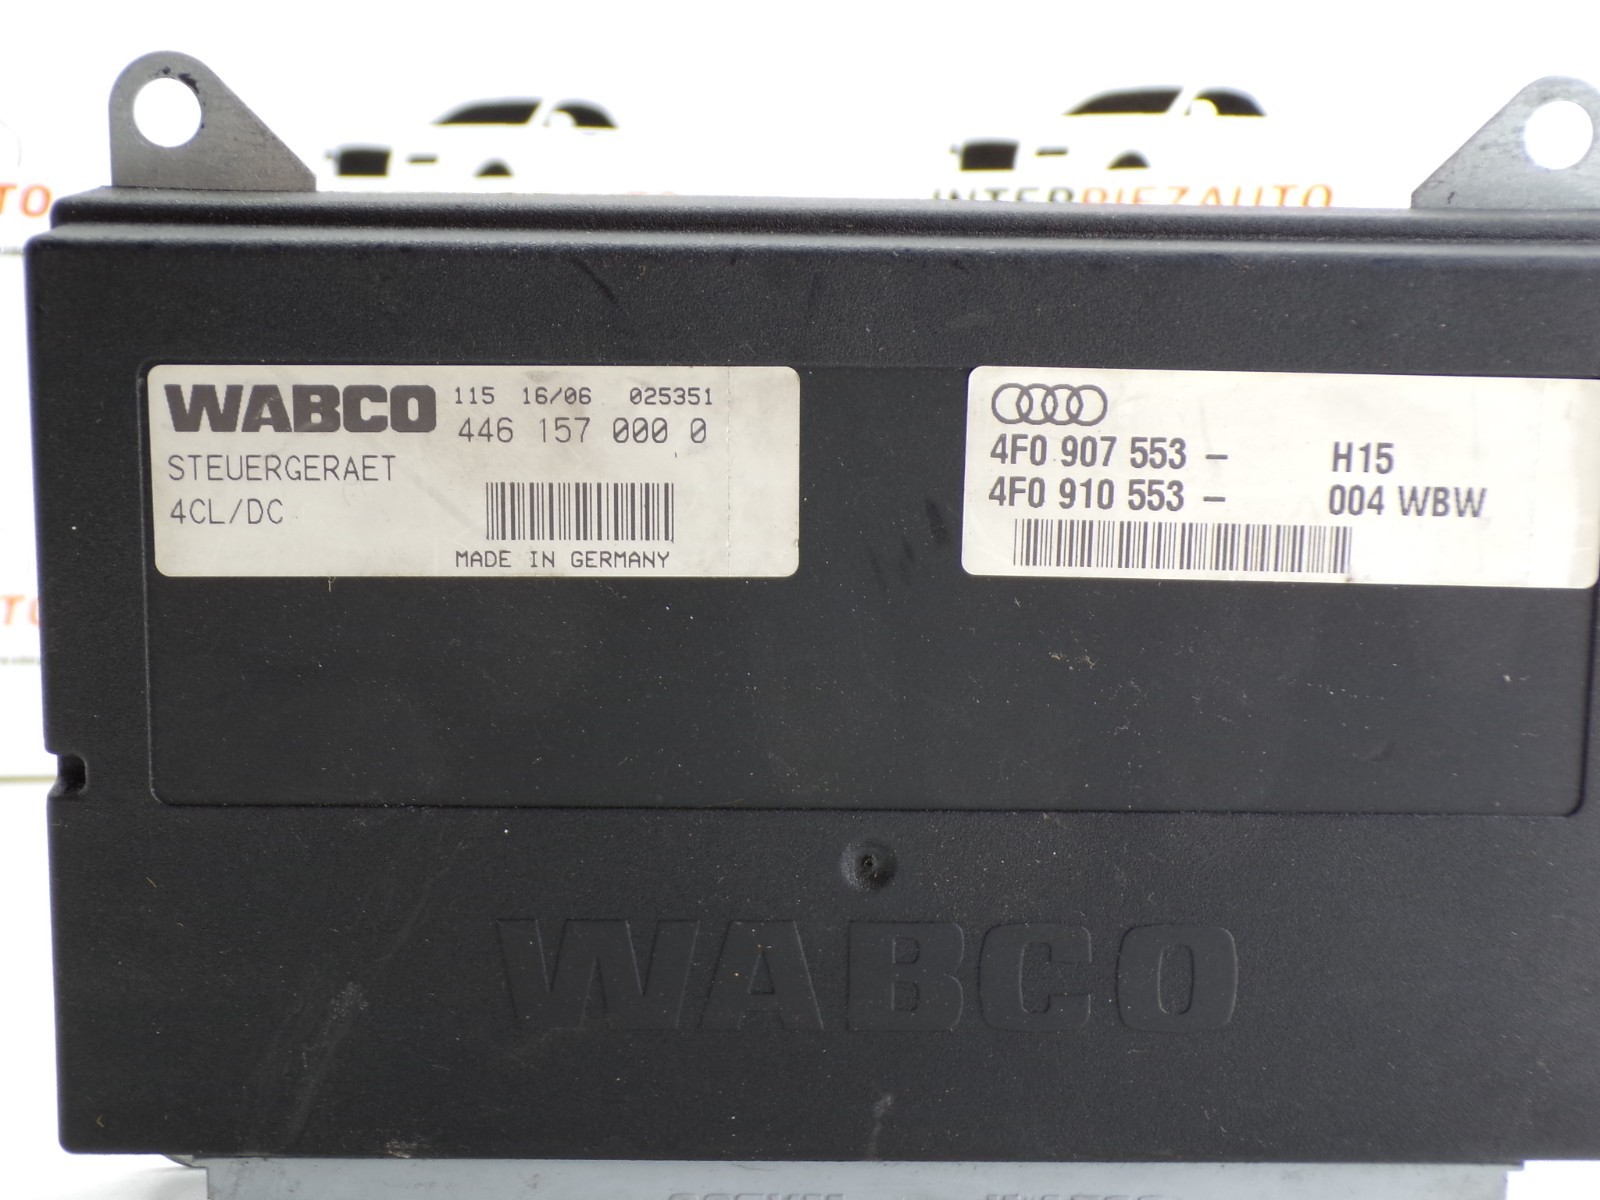 INTERPIEZAUTO
WABCO 115 16/06 025351
446 157 000 0
STEUERGERAET
4CL/DC
MADE IN GERMANY
4F0 907 553 - H15
4F0 910 553 - 004 WBW
WABCO